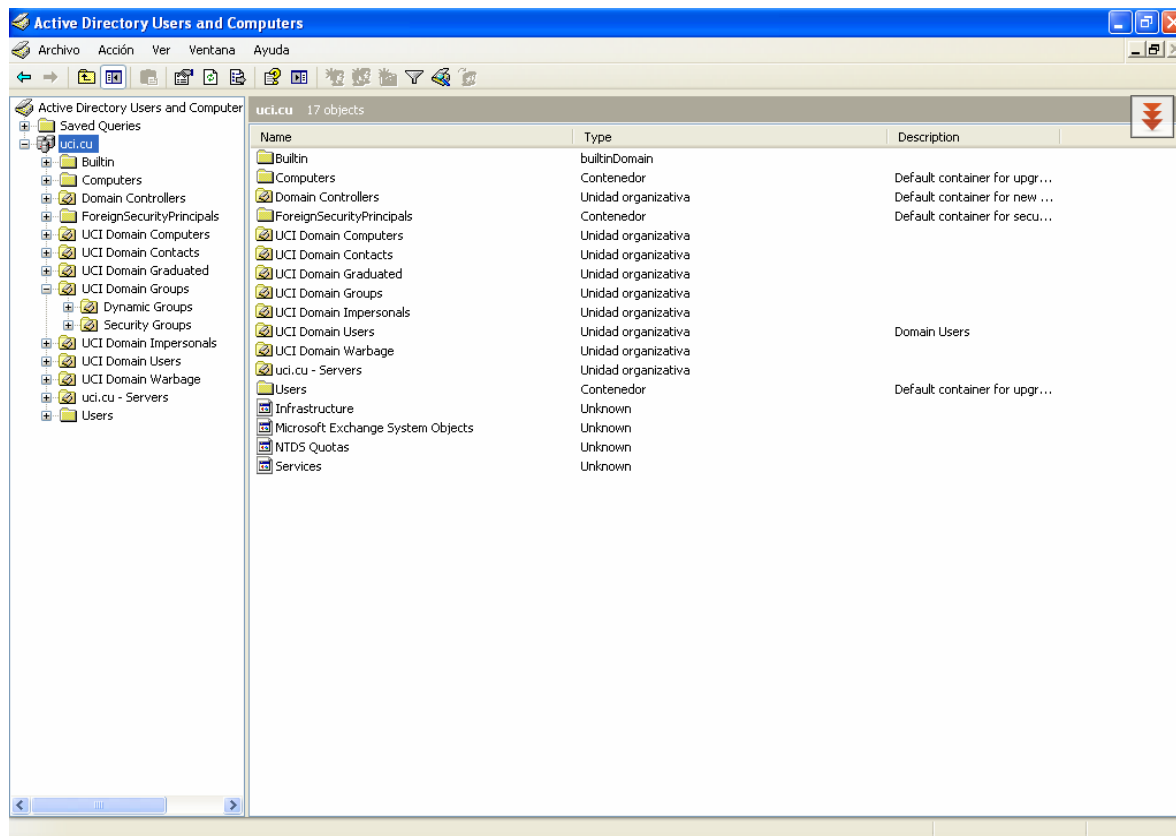 Active Directory Users and Computers
Archivo Acción Ver Ventana Ayuda
Active Directory Users and Computer
Saved Queries
uci.cu
Builtin
Computers
Domain Controllers
ForeignSecurityPrincipals
UCI Domain Computers
UCI Domain Contacts
UCI Domain Graduated
UCI Domain Groups
Dynamic Groups
Security Groups
UCI Domain Impersonals
UCI Domain Users
UCI Domain Warbage
uci.cu - Servers
Users
uci.cu 17 objects
Name Type Description
Builtin builtinDomain
Computers Contenedor Default container for upgr...
Domain Controllers Unidad organizativa Default container for new ...
ForeignSecurityPrincipals Contenedor Default container for secu...
UCI Domain Computers Unidad organizativa
UCI Domain Contacts Unidad organizativa
UCI Domain Graduated Unidad organizativa
UCI Domain Groups Unidad organizativa
UCI Domain Impersonals Unidad organizativa
UCI Domain Users Unidad organizativa Domain Users
UCI Domain Warbage Unidad organizativa
uci.cu - Servers Unidad organizativa
Users Contenedor Default container for upgr...
Infrastructure Unknown
Microsoft Exchange System Objects Unknown
NTDS Quotas Unknown
Services Unknown